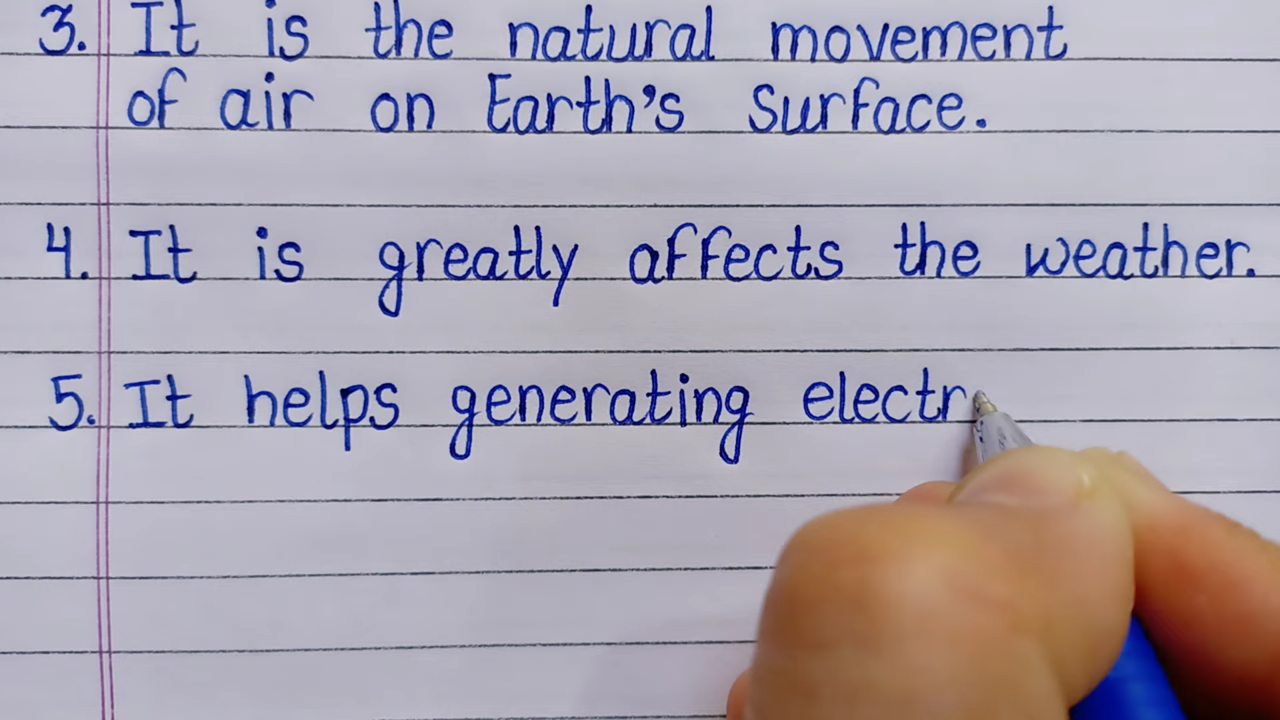 3. It is the natural movement
of air on Earth's Surface.
4. It is greatly affects the weather.
5. It helps generating electr